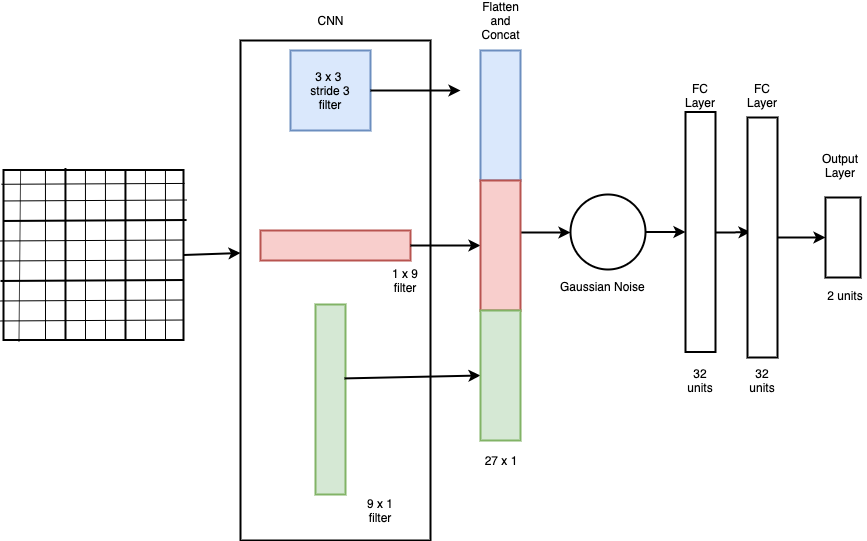 CNN
3 x 3
stride 3
filter
1 x 9
filter
9 x 1
filter
Flatten
and
Concat
27 x 1
Gaussian Noise
FC
Layer
32
units
FC
Layer
32
units
Output
Layer
2 units